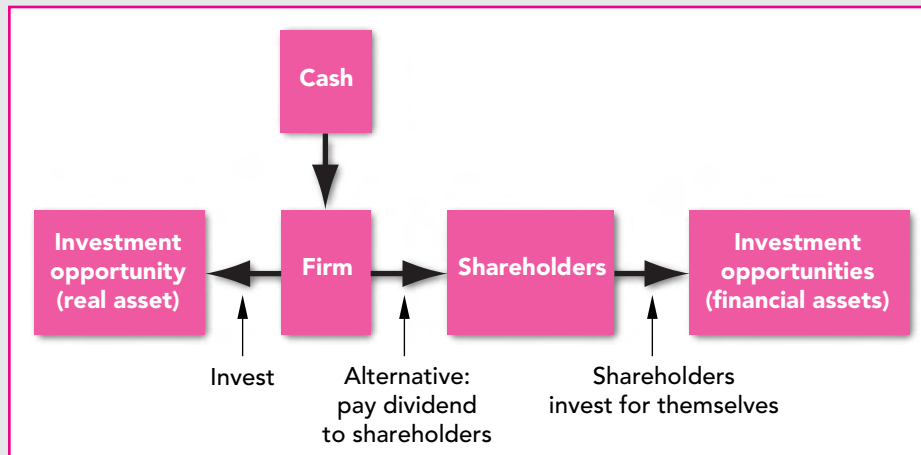 Cash
Investment
opportunity
(real asset)
Firm
Shareholders
Investment
opportunities
(financial assets)
Invest
Alternative:
pay dividend
to shareholders
Shareholders
invest for themselves